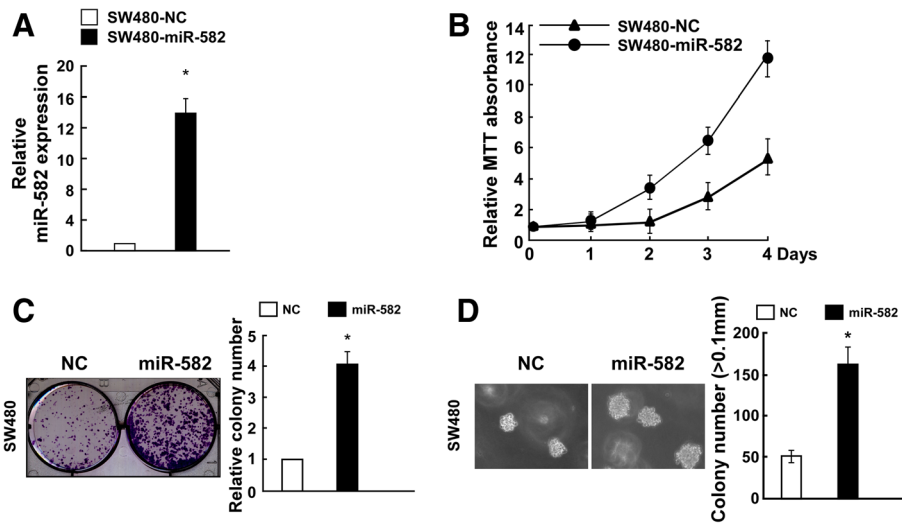 A
SW480-NC
SW480-miR-582
Relative
miR-582 expression
20
16
12
16
12
8
4
0
*
B
SW480-NC
SW480-miR-582
Relative MTT absorbance
14
12
10
8
6
4
2
0
0 1 2 3 4 Days
C
NC miR-582
SW480
NC miR-582
Relative colony number
5
4
3
2
1
0
*
D
NC miR-582
SW480
NC miR-582
Colony number (>0.1mm)
200
150
100
50
0
*